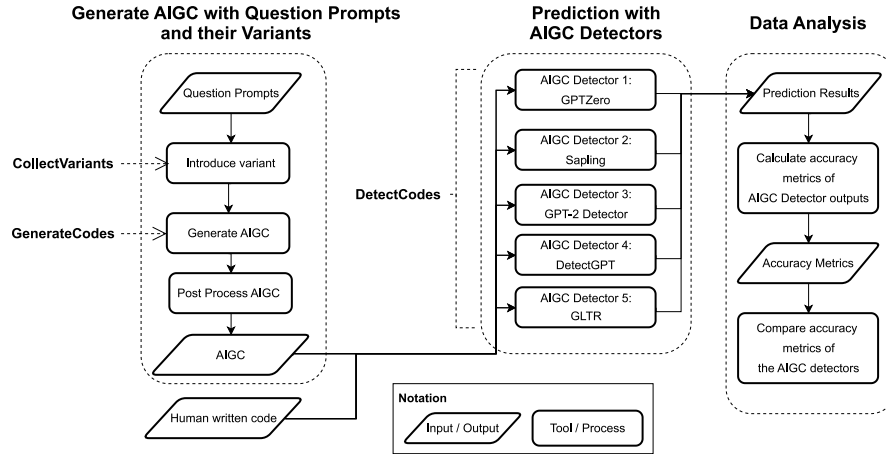 Generate AIGC with Question Prompts
and their Variants
Question Prompts
CollectVariants
Introduce variant
GenerateCodes
Generate AIGC
Post Process AIGC
AIGC
Human written code
Prediction with
AIGC Detectors
DetectCodes
AIGC Detector 1:
GPTZero
AIGC Detector 2:
Sapling
AIGC Detector 3:
GPT-2 Detector
AIGC Detector 4:
DetectGPT
AIGC Detector 5:
GLTR
Data Analysis
Prediction Results
Calculate accuracy
metrics of
AIGC Detector outputs
Accuracy Metrics
Compare accuracy
metrics of
the AIGC detectors
Notation
Input / Output
Tool / Process